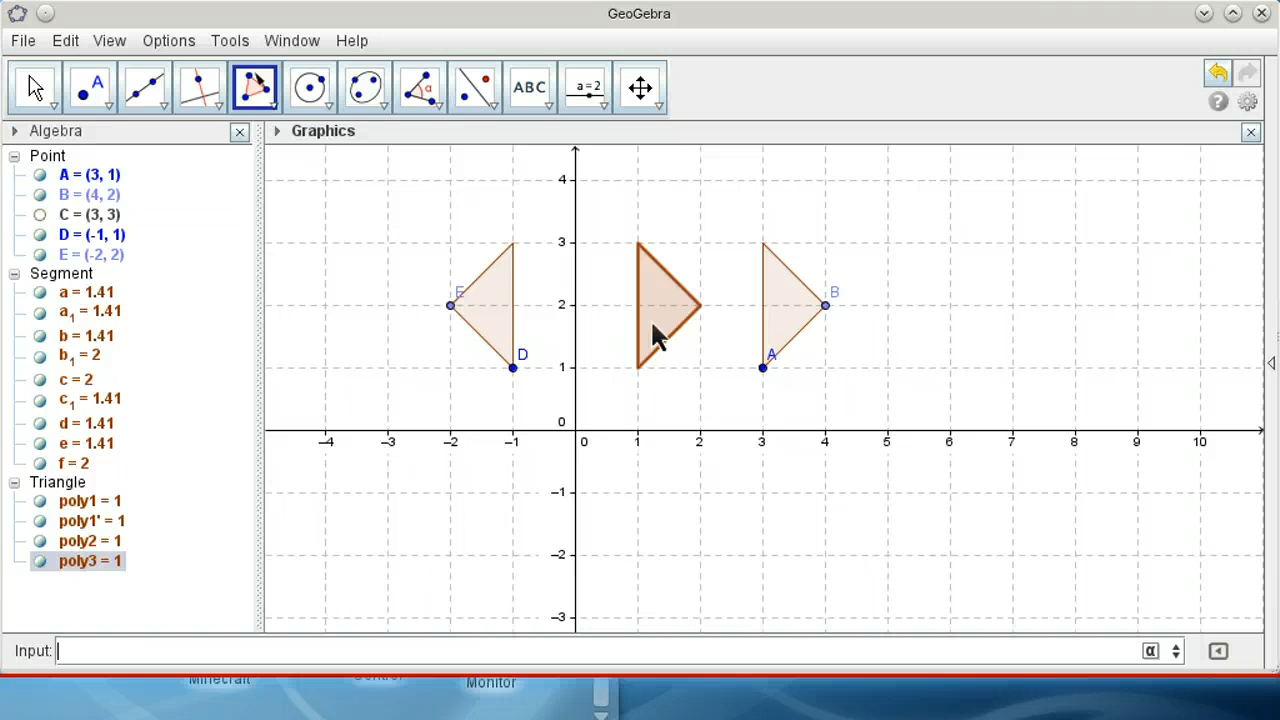 GeoGebra
File Edit View Options Tools Window Help
A ABC a=2 α
Algebra
Graphics
Point
A = (3, 1)
B = (4, 2)
C = (3, 3)
D = (-1, 1)
E = (-2, 2)
Segment
a = 1.41
a₁ = 1.41
b = 1.41
b₁ = 2
c = 2
c₁ = 1.41
d = 1.41
e = 1.41
f = 2
Triangle
poly1 = 1
poly1' = 1
poly2 = 1
poly3 = 1
4
3
2
1
0
–1
–2
–3
–4 –3 –2 –1 0 1 2 3 4 5 6 7 8 9 10
E
D
B
A
Input: α
Minecraft
Monitor